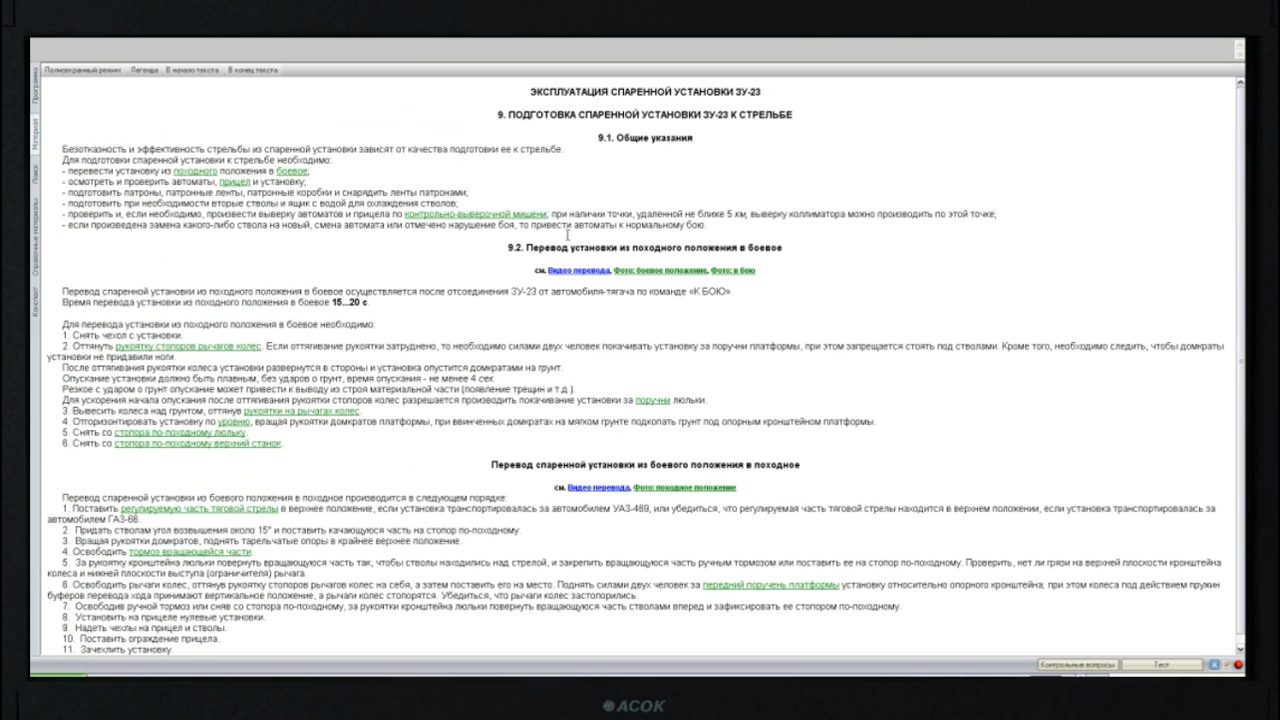 Полноэкранный режим Легенда В начало текста В конец текста
Программа
Материал
Поиск
Справочные материалы
Конспект
ЭКСПЛУАТАЦИЯ СПАРЕННОЙ УСТАНОВКИ ЗУ-23
9. ПОДГОТОВКА СПАРЕННОЙ УСТАНОВКИ ЗУ-23 К СТРЕЛЬБЕ
9.1. Общие указания
Безотказность и эффективность стрельбы из спаренной установки зависят от качества подготовки ее к стрельбе.
Для подготовки спаренной установки к стрельбе необходимо:
- перевести установку из походного положения в боевое;
- осмотреть и проверить автоматы, прицел и установку;
- подготовить патроны, патронные ленты, патронные коробки и снарядить ленты патронами;
- подготовить при необходимости вторые стволы и ящик с водой для охлаждения стволов;
- проверить и, если необходимо, произвести выверку автоматов и прицела по контрольно-выверочной мишени; при наличии точки, удаленной не ближе 5 км, выверку коллиматора можно производить по этой точке;
- если произведена замена какого-либо ствола на новый, смена автомата или отмечено нарушение боя, то привести автоматы к нормальному бою.
9.2. Перевод установки из походного положения в боевое
см. Видео перевода, Фото: боевое положение, Фото: в бою
Перевод спаренной установки из походного положения в боевое осуществляется после отсоединения ЗУ-23 от автомобиля-тягача по команде «К БОЮ».
Время перевода установки из походного положения в боевое 15...20 с.
Для перевода установки из походного положения в боевое необходимо:
1. Снять чехол с установки.
2. Оттянуть рукоятку стопоров рычагов колес. Если оттягивание рукоятки затруднено, то необходимо силами двух человек покачивать установку за поручни платформы, при этом запрещается стоять под стволами. Кроме того, необходимо следить, чтобы домкраты
установки не придавили ноги.
После оттягивания рукоятки колеса установки развернутся в стороны и установка опустится домкратами на грунт.
Опускание установки должно быть плавным, без ударов о грунт, время опускания - не менее 4 сек.
Резкое с ударом о грунт опускание может привести к выводу из строя материальной части (появление трещин и т.д.).
Для ускорения начала опускания после оттягивания рукоятки стопоров колес разрешается производить покачивание установки за поручни люльки.
3. Вывесить колеса над грунтом, оттянув рукоятки на рычагах колес.
4. Отгоризонтировать установку по уровню, вращая рукоятки домкратов платформы, при ввинченных домкратах на мягком грунте подкопать грунт под опорным кронштейном платформы.
5. Снять со стопора по-походному люльку.
6. Снять со стопора по-походному верхний станок.
Перевод спаренной установки из боевого положения в походное
см. Видео перевода, Фото: походное положение
Перевод спаренной установки из боевого положения в походное производится в следующем порядке:
1. Поставить регулируемую часть тяговой стрелы в верхнее положение, если установка транспортировалась за автомобилем УАЗ-469, или убедиться, что регулируемая часть тяговой стрелы находится в верхнем положении, если установка транспортировалась за
автомобилем ГАЗ-66.
2. Придать стволам угол возвышения около 15° и поставить качающуюся часть на стопор по-походному.
3. Вращая рукоятки домкратов, поднять тарельчатые опоры в крайнее верхнее положение.
4. Освободить тормоз вращающейся части.
5. За рукоятку кронштейна люльки повернуть вращающуюся часть так, чтобы стволы находились над стрелой, и закрепить вращающуюся часть ручным тормозом или поставить ее на стопор по-походному. Проверить, нет ли грязи на верхней плоскости кронштейна
колеса и нижней плоскости выступа (ограничителя) рычага.
6. Освободить рычаги колес, оттянув рукоятку стопоров рычагов колес на себя, а затем поставить его на место. Поднять силами двух человек за передний поручень платформы установку относительно опорного кронштейна; при этом колеса под действием пружин
буферов перевода хода принимают вертикальное положение, а рычаги колес стопорятся. Убедиться, что рычаги колес застопорились.
7. Освободив ручной тормоз или сняв со стопора по-походному, за рукоятку кронштейна люльки повернуть вращающуюся часть стволами вперед и зафиксировать ее стопором по-походному.
8. Установить на прицеле нулевые установки.
9. Надеть чехлы на прицел и стволы.
10. Поставить ограждение прицела.
11. Зачехлить установку.
Контрольные вопросы Тест
ACOK